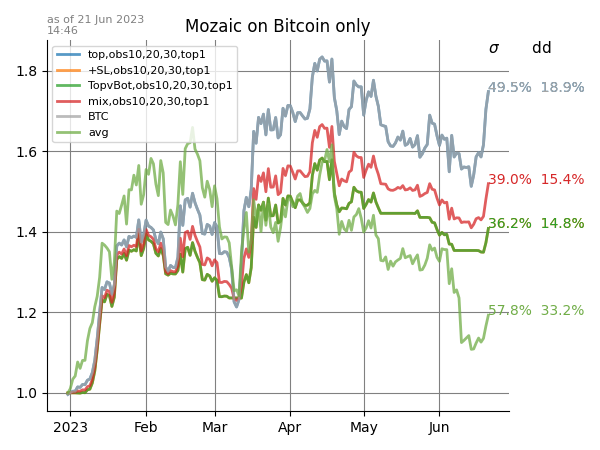 as of 21 Jun 2023
14:46
Mozaic on Bitcoin only
σ dd
top,obs10,20,30,top1
+SL,obs10,20,30,top1
TopvBot,obs10,20,30,top1
mix,obs10,20,30,top1
BTC
avg
1.8
1.6
1.4
1.2
1.0
49.5% 18.9%
39.0% 15.4%
36.2% 14.8%
57.8% 33.2%
2023 Feb Mar Apr May Jun